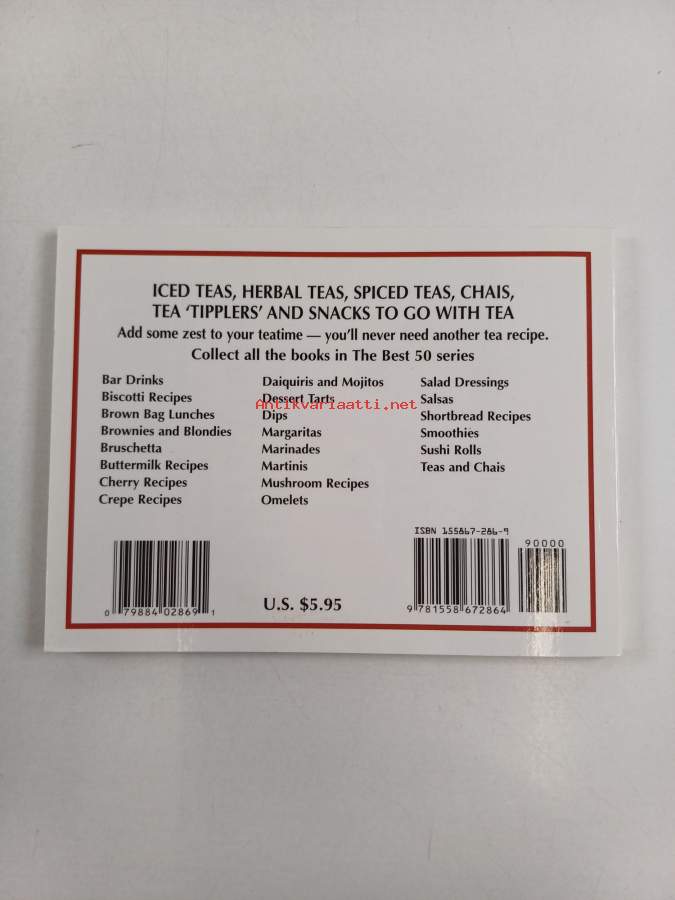 ICED TEAS, HERBAL TEAS, SPICED TEAS, CHAIS,
TEA ‘TIPPLERS’ AND SNACKS TO GO WITH TEA
Add some zest to your teatime — you’ll never need another tea recipe.
Collect all the books in The Best 50 series
Bar Drinks
Biscotti Recipes
Brown Bag Lunches
Brownies and Blondies
Bruschetta
Buttermilk Recipes
Cherry Recipes
Crepe Recipes
Daiquiris and Mojitos
Dessert Tarts
Dips
Margaritas
Marinades
Martinis
Mushroom Recipes
Omelets
Salad Dressings
Salsas
Shortbread Recipes
Smoothies
Sushi Rolls
Teas and Chais
Antikvariaatti.net
0 79884 02869 1
U.S. $5.95
ISBN 155867-286-9
90000
9 781558 672864